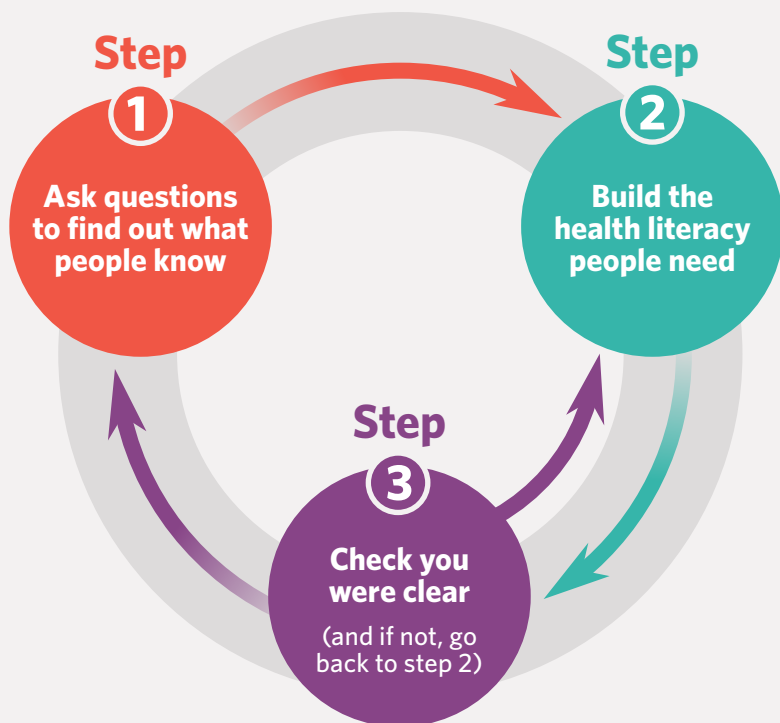 Step
1
Ask questions
to find out what
people know
Step
2
Build the
health literacy
people need
Step
3
Check you
were clear
(and if not, go
back to step 2)